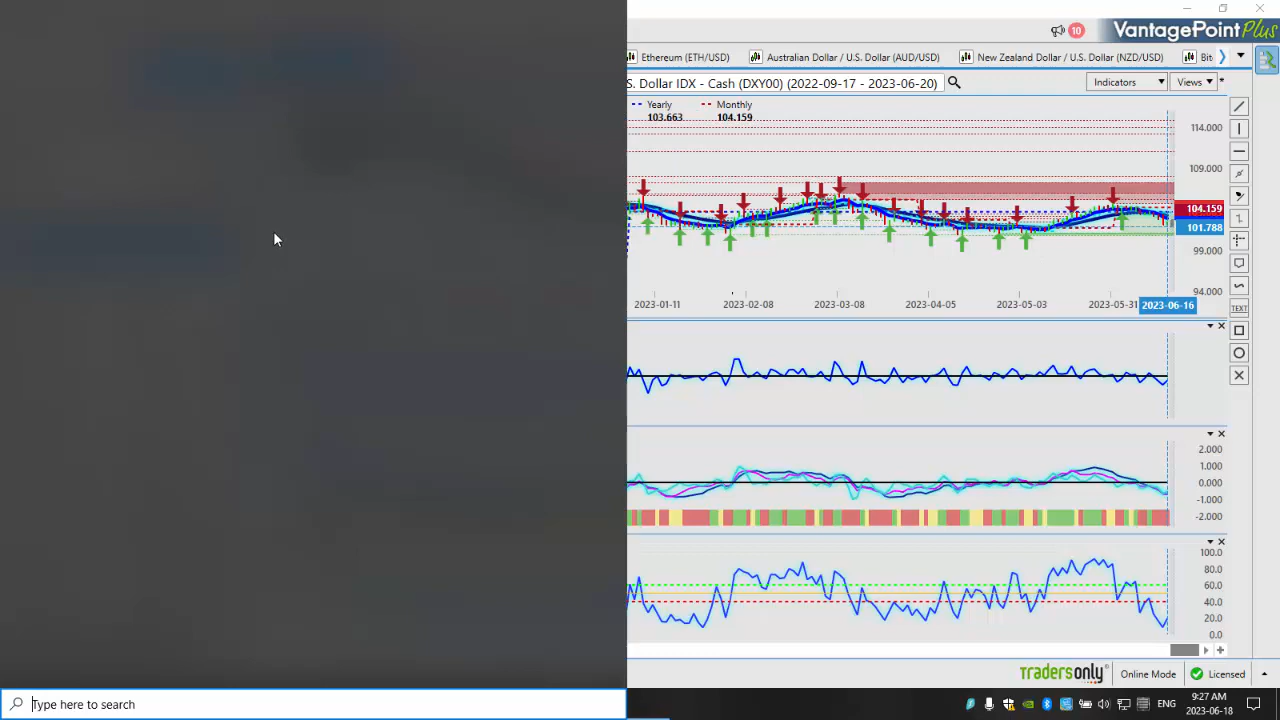 10
VantagePoint Plus
Ethereum (ETH/USD)
Australian Dollar / U.S. Dollar (AUD/USD)
New Zealand Dollar / U.S. Dollar (NZD/USD)
Bit
S. Dollar IDX - Cash (DXY00) (2022-09-17 - 2023-06-20)
Indicators
Views
Yearly
Monthly
103.663
104.159
114.000
109.000
104.159
101.788
99.000
94.000
2023-01-11
2023-02-08
2023-03-08
2023-04-05
2023-05-03
2023-05-31
2023-06-16
TEXT
2.000
1.000
0.000
-1.000
-2.000
100.0
80.0
60.0
40.0
20.0
0.0
tradersonly
Online Mode
Licensed
Type here to search
ENG
9:27 AM
2023-06-18